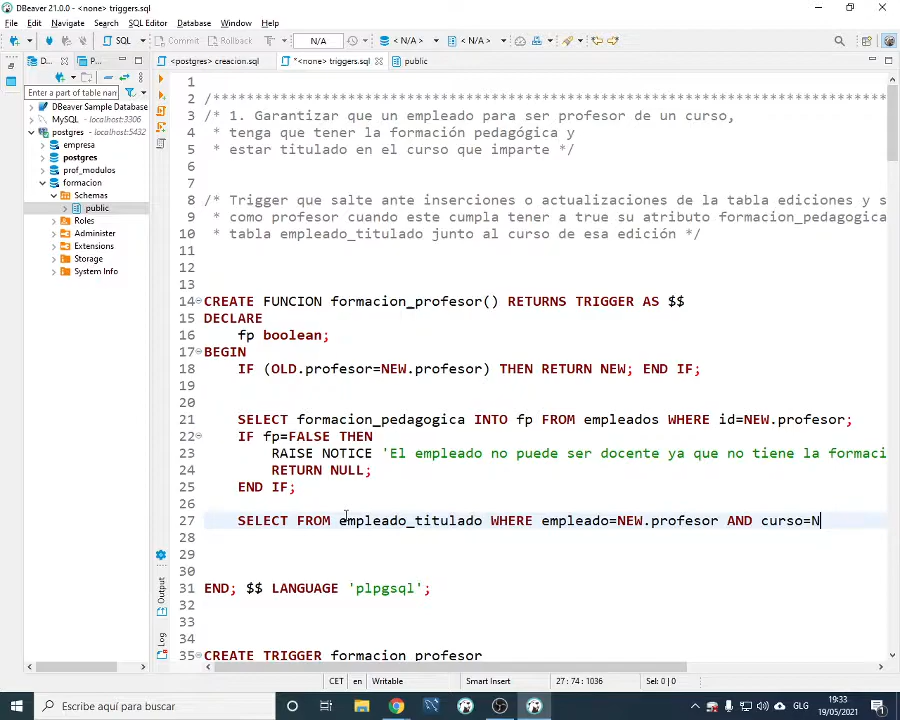 DBeaver 21.0.0 - <none> triggers.sql
File Edit Navigate Search SQL Editor Database Window Help
SQL Commit Rollback T N/A < N/A > < N/A >
D... P...
<postgres> creacion.sql *<none> triggers.sql public
Enter a part of table nam
DBeaver Sample Database
MySQL - localhost:3306
postgres - localhost:5432
empresa
postgres
prof_modulos
formacion
Schemas
public
Roles
Administer
Extensions
Storage
System Info
1
2 /********************************************************************************
3 /* 1. Garantizar que un empleado para ser profesor de un curso,
4 * tenga que tener la formación pedagógica y
5 * estar titulado en el curso que imparte */
6
7
8 /* Trigger que salte ante inserciones o actualizaciones de la tabla ediciones y s
9 * como profesor cuando este cumpla tener a true su atributo formacion_pedagogica
10 * tabla empleado_titulado junto al curso de esa edición */
11
12
13
14 CREATE FUNCION formacion_profesor() RETURNS TRIGGER AS $$
15 DECLARE
16 fp boolean;
17 BEGIN
18 IF (OLD.profesor=NEW.profesor) THEN RETURN NEW; END IF;
19
20
21 SELECT formacion_pedagogica INTO fp FROM empleados WHERE id=NEW.profesor;
22 IF fp=FALSE THEN
23 RAISE NOTICE 'El empleado no puede ser docente ya que no tiene la formaci
24 RETURN NULL;
25 END IF;
26
27 SELECT FROM empleado_titulado WHERE empleado=NEW.profesor AND curso=N
28
29
30
31 END; $$ LANGUAGE 'plpgsql';
32
33
34
35 CREATE TRIGGER formacion_profesor
Output
Log
CET en Writable Smart Insert 27 : 74 : 1036 Sel: 0 | 0
Escribe aquí para buscar
GLG
19:33
19/05/2021
1